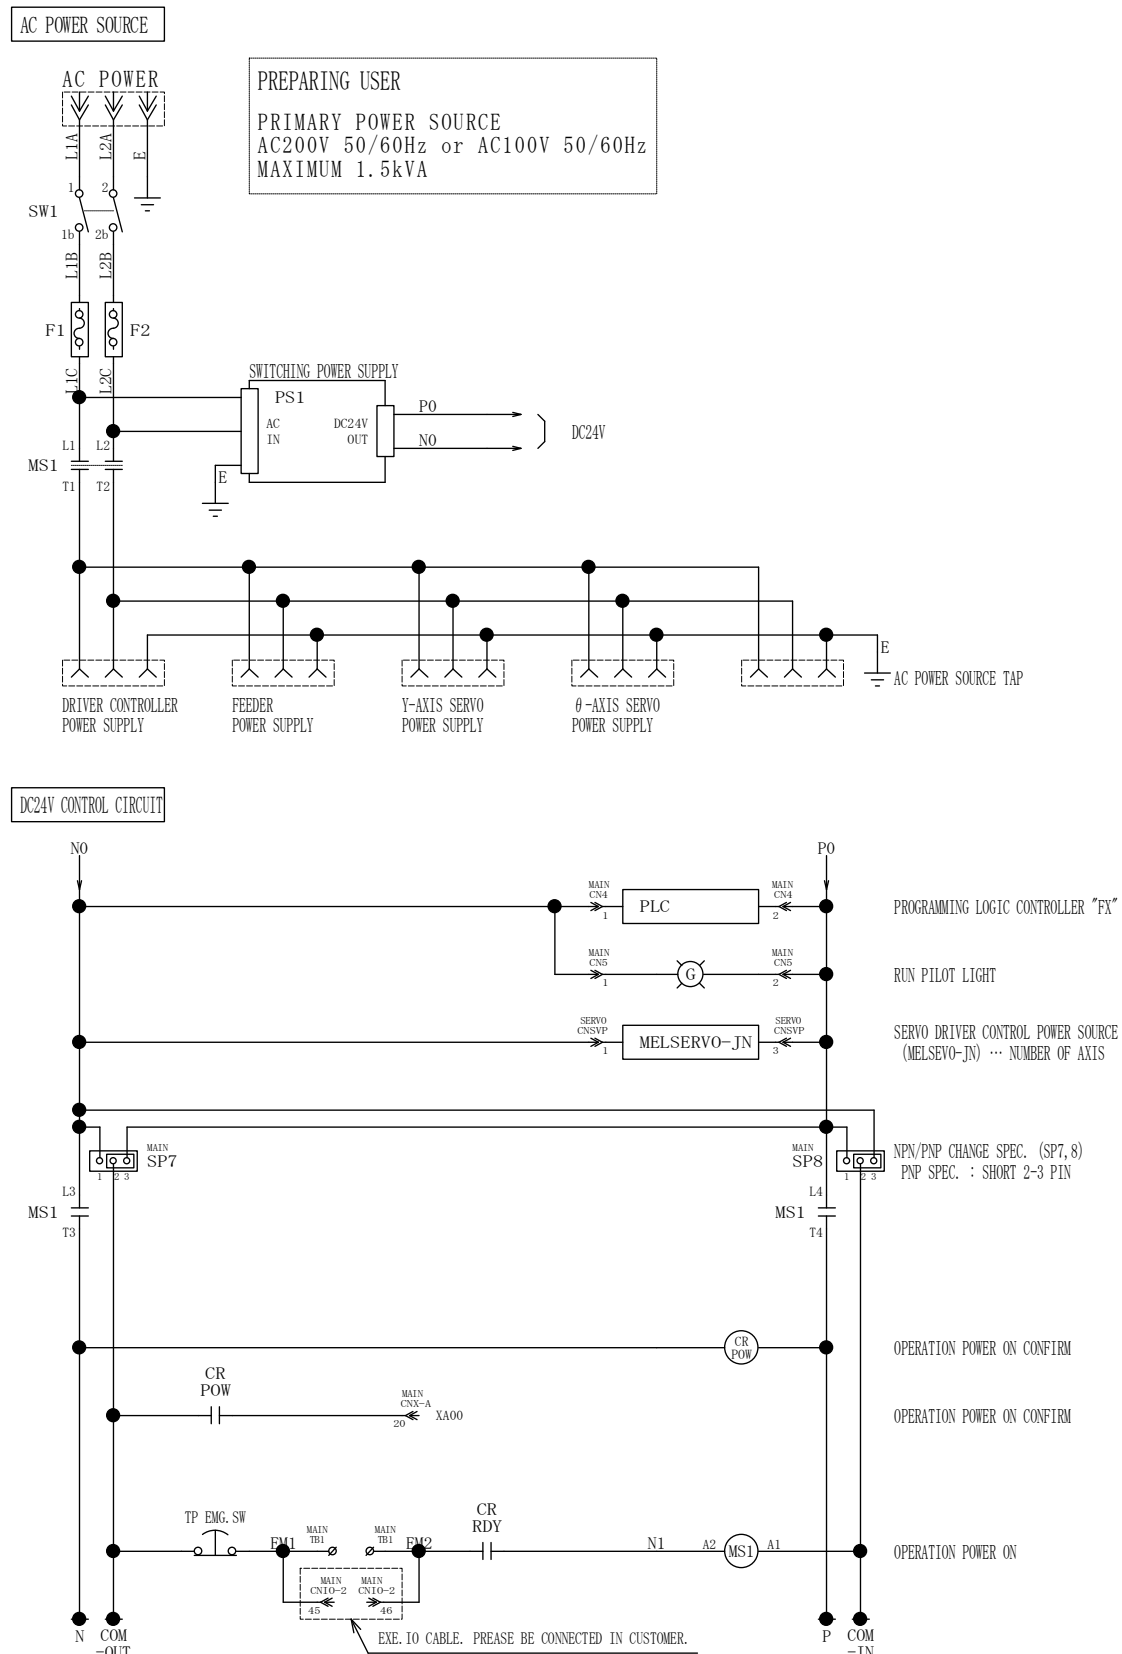 AC POWER SOURCE
AC POWER
PREPARING USER
PRIMARY POWER SOURCE
AC200V 50/60Hz or AC100V 50/60Hz
MAXIMUM 1.5kVA
L1A
L2A
E
1
2
SW1
1b
2b
L1B
L2B
F1
F2
L1C
L2C
SWITCHING POWER SUPPLY
PS1
AC
IN
DC24V
OUT
P0
N0
DC24V
E
L1
L2
MS1
T1
T2
E
AC POWER SOURCE TAP
DRIVER CONTROLLER
POWER SUPPLY
FEEDER
POWER SUPPLY
Y-AXIS SERVO
POWER SUPPLY
θ-AXIS SERVO
POWER SUPPLY
DC24V CONTROL CIRCUIT
N0
P0
MAIN
CN4
1
PLC
MAIN
CN4
2
PROGRAMMING LOGIC CONTROLLER "FX"
MAIN
CN5
1
G
MAIN
CN5
2
RUN PILOT LIGHT
SERVO
CNSVP
1
MELSERVO-JN
SERVO
CNSVP
3
SERVO DRIVER CONTROL POWER SOURCE
(MELSEVO-JN) ··· NUMBER OF AXIS
MAIN
SP7
1 2 3
MAIN
SP8
1 2 3
NPN/PNP CHANGE SPEC. (SP7,8)
PNP SPEC. : SHORT 2-3 PIN
L3
MS1
T3
L4
MS1
T4
CR
POW
OPERATION POWER ON CONFIRM
CR
POW
MAIN
CNX-A
20
XA00
OPERATION POWER ON CONFIRM
TP EMG.SW
EM1
MAIN
TB1
MAIN
TB1
EM2
CR
RDY
N1
A2
MS1
A1
OPERATION POWER ON
MAIN
CNIO-2
45
MAIN
CNIO-2
46
N
COM
-OUT
EXE.IO CABLE. PREASE BE CONNECTED IN CUSTOMER.
P
COM
-IN